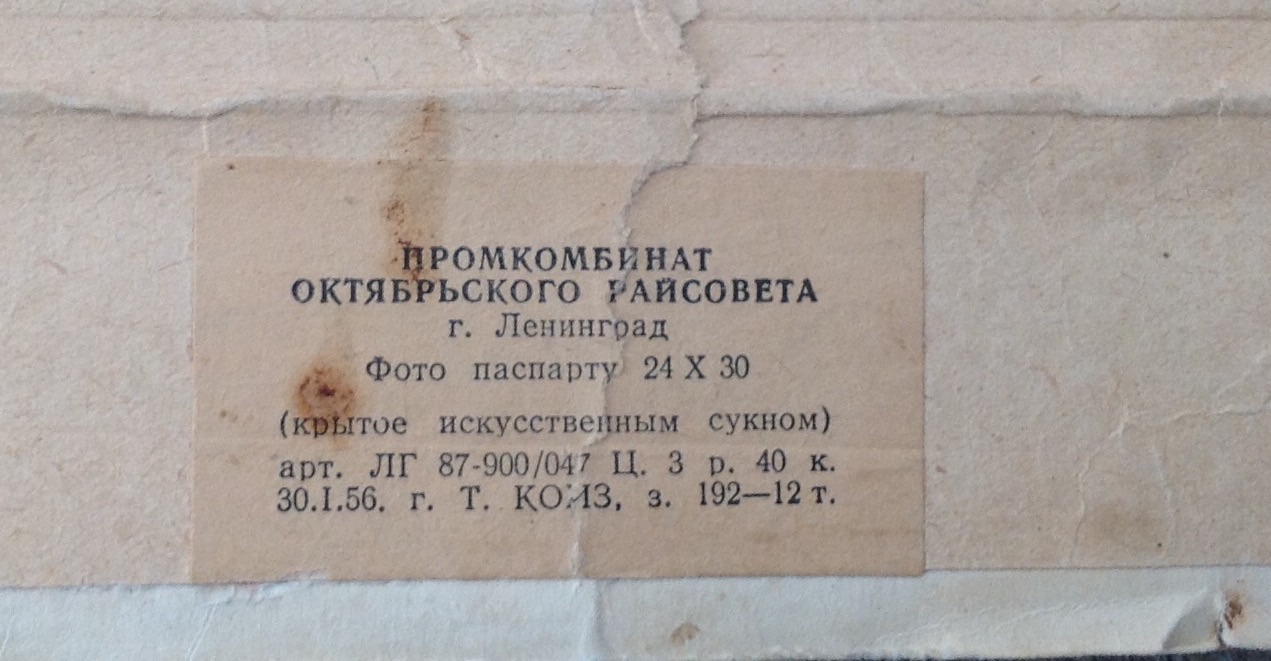 ПРОМКОМБИНАТ
ОКТЯБРЬСКОГО РАЙСОВЕТА
г. Ленинград
Фото паспарту 24 X 30
(крытое искусственным сукном)
арт. ЛГ 87-900/047 Ц. 3 р. 40 к.
30.I.56. г. Т. КОИЗ, з. 192—12 т.